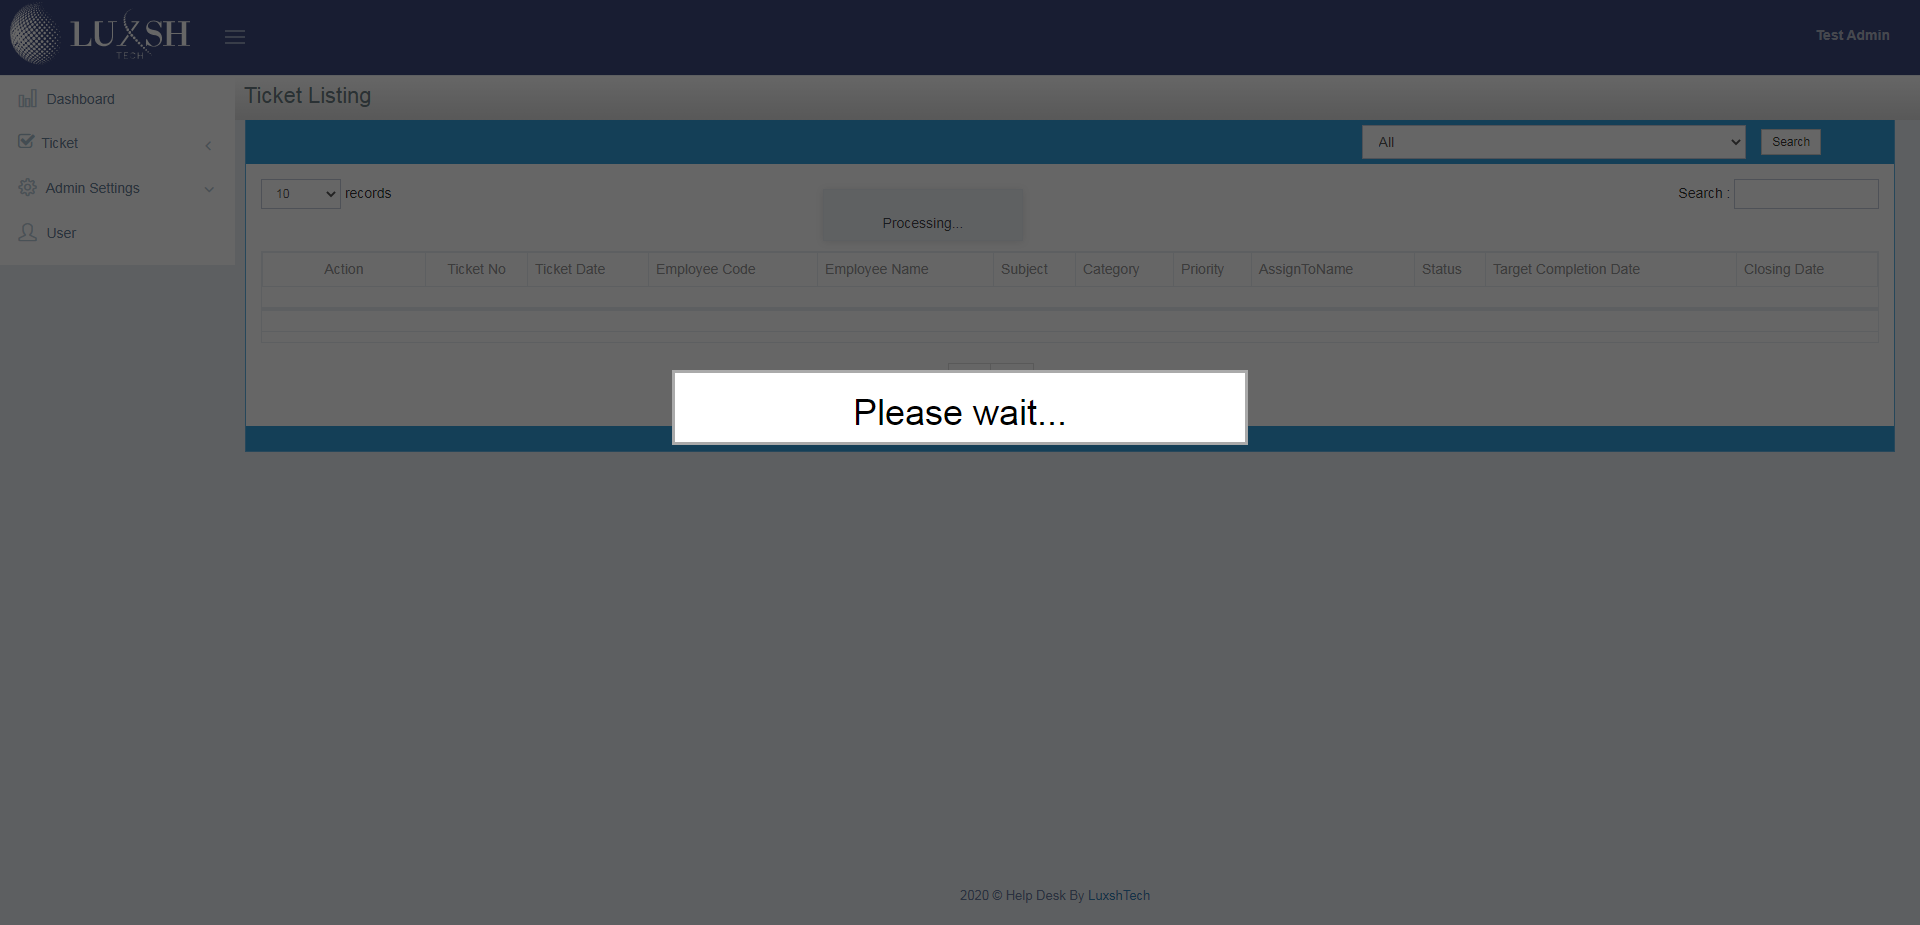 LUXSH
TECH
Test Admin
Dashboard
Ticket
Admin Settings
User
Ticket Listing
All
Search
10 records
Search :
Processing...
Action Ticket No Ticket Date Employee Code Employee Name Subject Category Priority AssignToName Status Target Completion Date Closing Date
Please wait...
2020 © Help Desk By LuxshTech